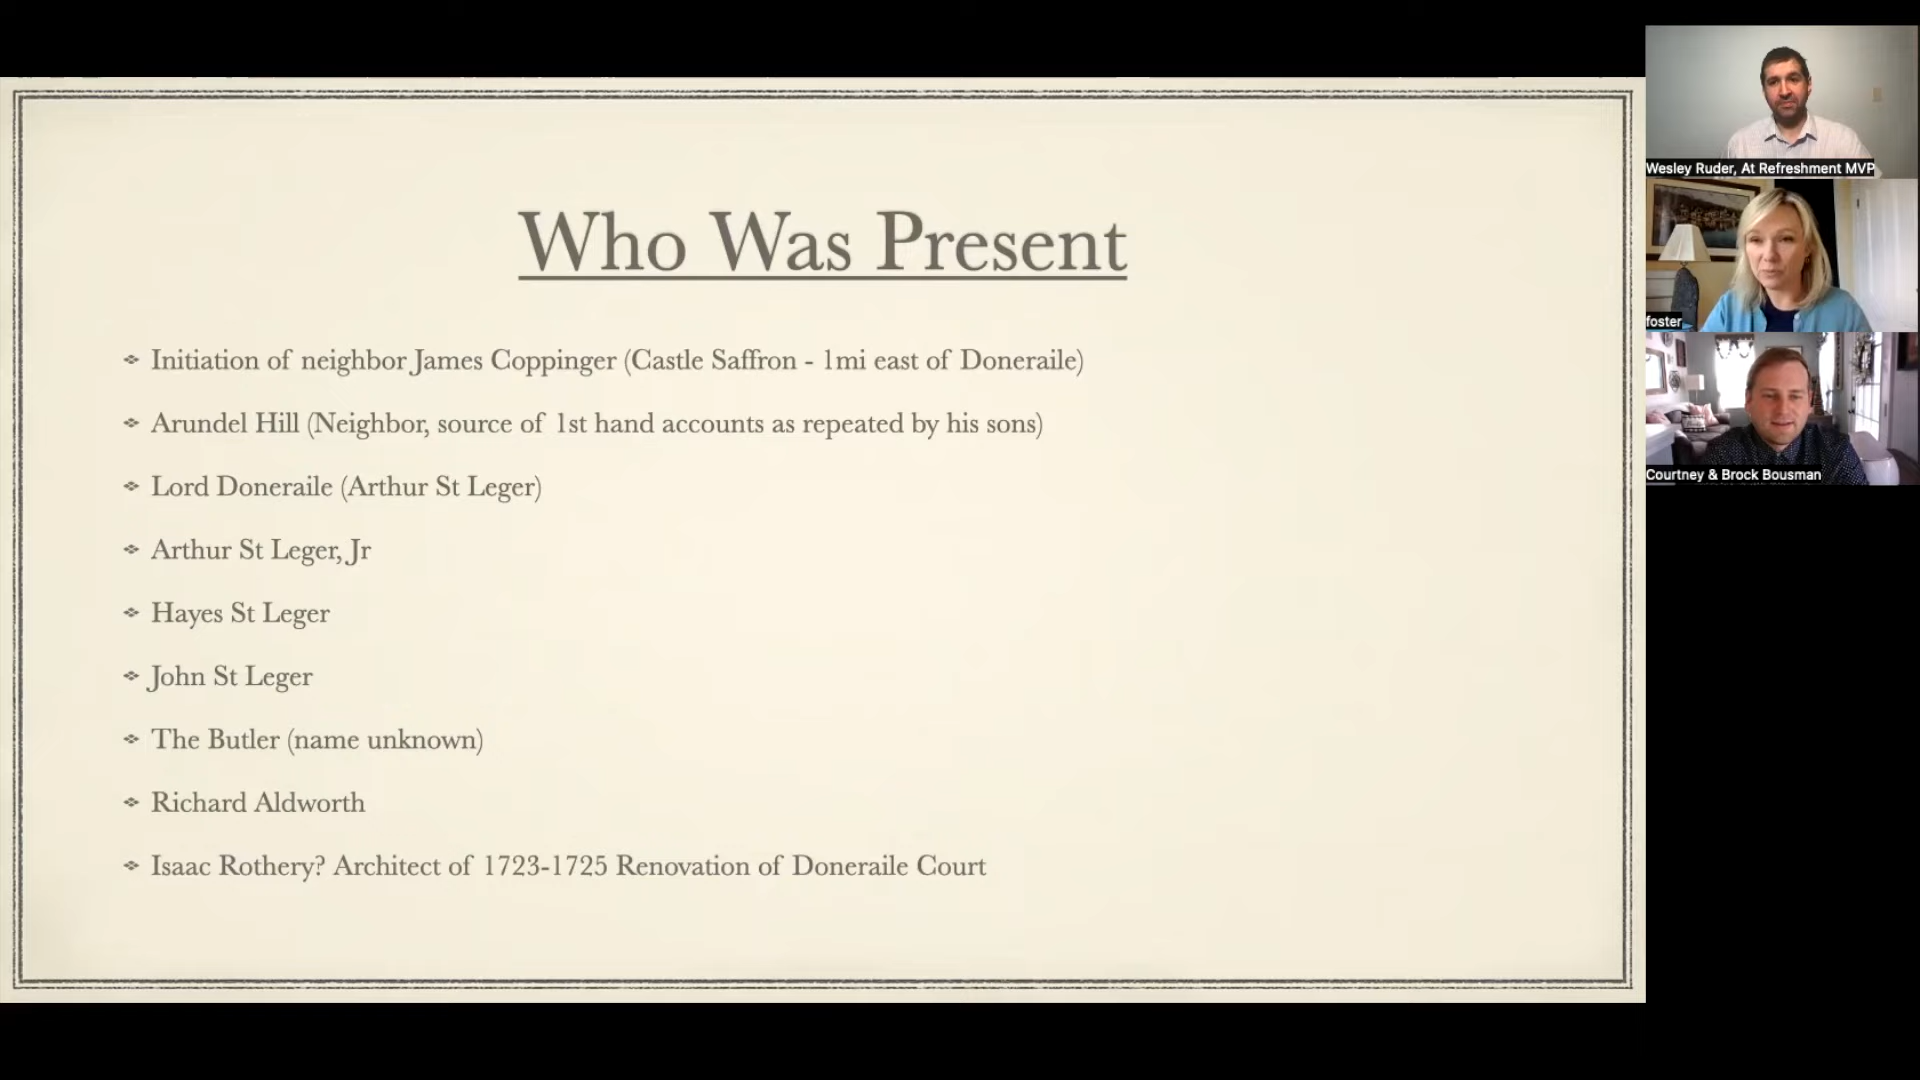 Who Was Present
Initiation of neighbor James Coppinger (Castle Saffron - 1mi east of Doneraile)
Arundel Hill (Neighbor, source of 1st hand accounts as repeated by his sons)
Lord Doneraile (Arthur St Leger)
Arthur St Leger, Jr
Hayes St Leger
John St Leger
The Butler (name unknown)
Richard Aldworth
Isaac Rothery? Architect of 1723-1725 Renovation of Doneraile Court
Wesley Ruder, At Refreshment MVP
foster
Courtney & Brock Bousman